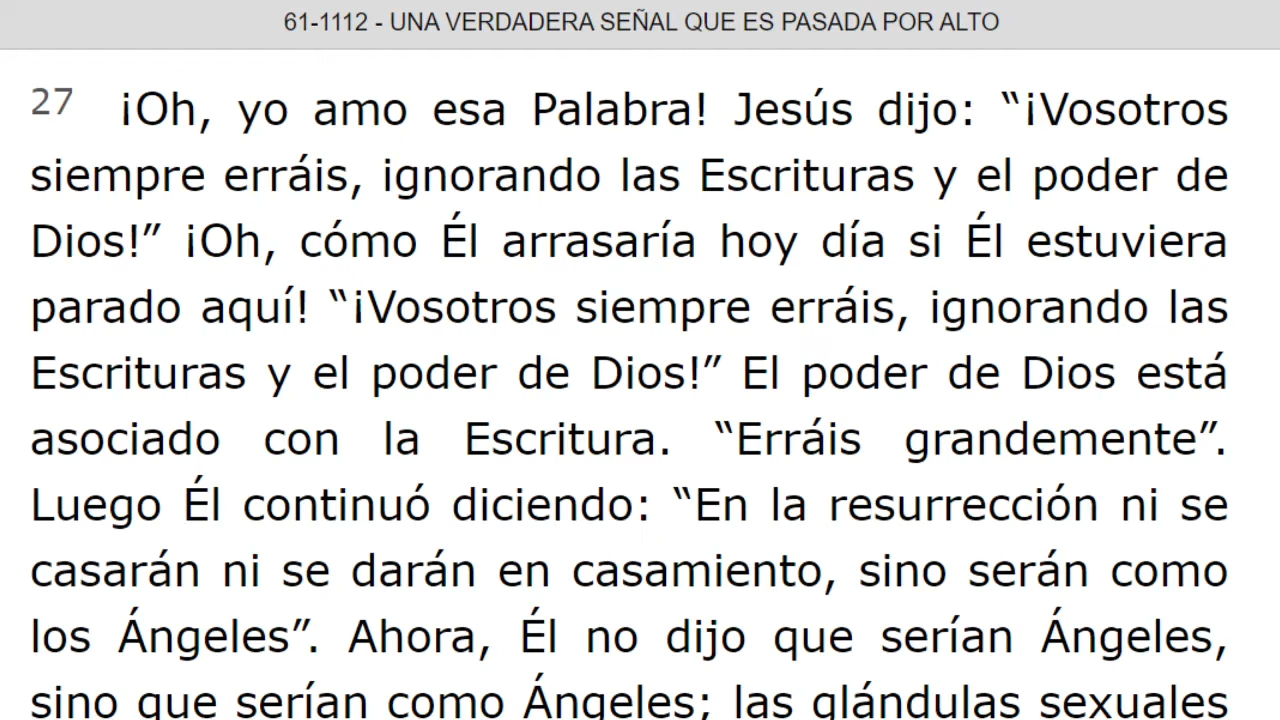 61-1112 - UNA VERDADERA SEÑAL QUE ES PASADA POR ALTO
27 ¡Oh, yo amo esa Palabra! Jesús dijo: “¡Vosotros
siempre erráis, ignorando las Escrituras y el poder de
Dios!” ¡Oh, cómo Él arrasaría hoy día si Él estuviera
parado aquí! “¡Vosotros siempre erráis, ignorando las
Escrituras y el poder de Dios!” El poder de Dios está
asociado con la Escritura. “Erráis grandemente”.
Luego Él continuó diciendo: “En la resurrección ni se
casarán ni se darán en casamiento, sino serán como
los Ángeles”. Ahora, Él no dijo que serían Ángeles,
sino que serían como Ángeles; las glándulas sexuales